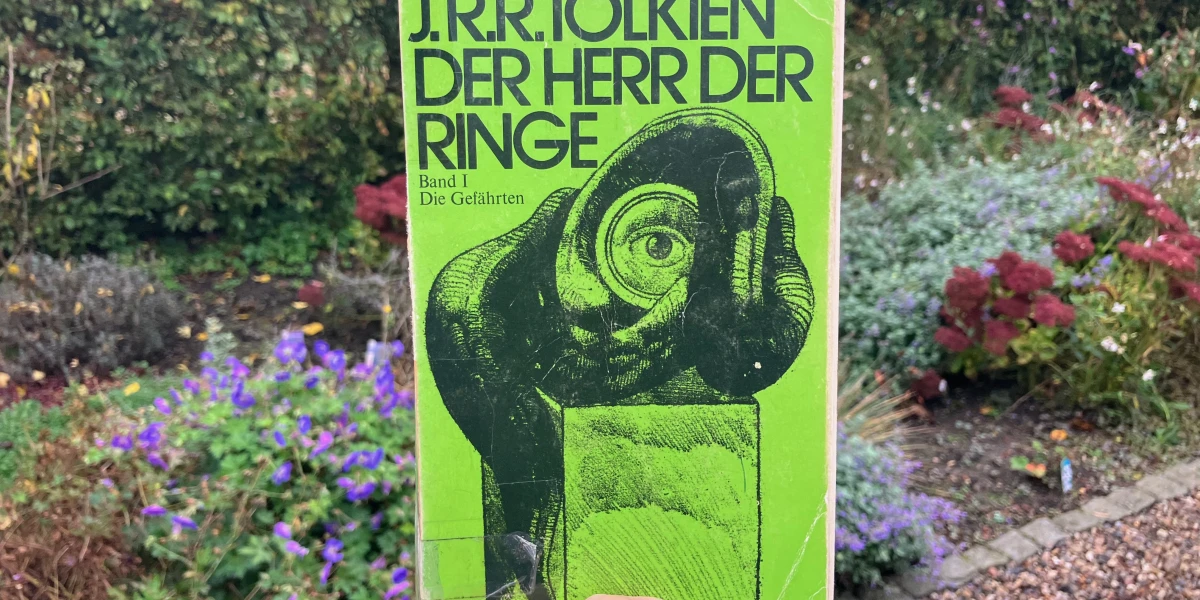 J.R.R. TOLKIEN
DER HERR DER
RINGE
Band I
Die Gefährten